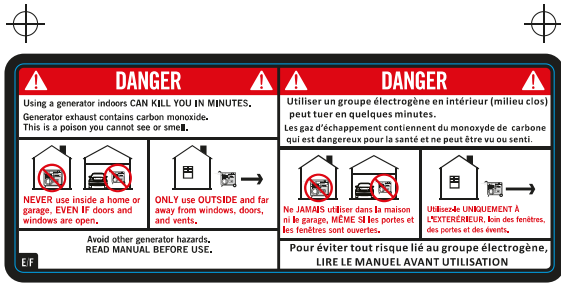 DANGER
Using a generator indoors CAN KILL YOU IN MINUTES.
Generator exhaust contains carbon monoxide.
This is a poison you cannot see or smell.
NEVER use inside a home or
garage, EVEN IF doors and
windows are open.
ONLY use OUTSIDE and far
away from windows, doors,
and vents.
Avoid other generator hazards.
READ MANUAL BEFORE USE.
E/F
DANGER
Utiliser un groupe électrogène en intérieur (milieu clos)
peut tuer en quelques minutes.
Les gaz d'échappement contiennent du monoxyde de carbone
qui est dangereux pour la santé et ne peut être vu ou senti.
Ne JAMAIS utiliser dans la maison
ni le garage, MÊME SI les portes et
les fenêtres sont ouvertes.
Utilisez-le UNIQUEMENT À
L'EXTERÉRIEUR, loin des fenêtres,
des portes et des évents.
Pour éviter tout risque lié au groupe électrogène,
LIRE LE MANUEL AVANT UTILISATION